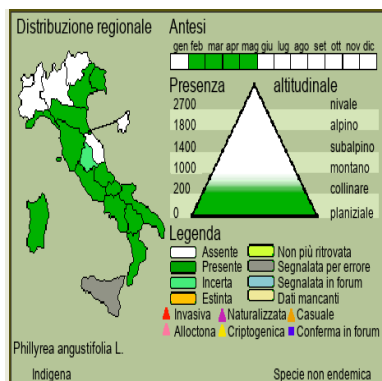 Distribuzione regionale
Antesi
gen feb mar apr mag giu lug ago set ott nov dic
Presenza altitudinale
2700 nivale
1800 alpino
1400 subalpino
1000 montano
200 collinare
0 planiziale
Legenda
Assente Non più ritrovata
Presente Segnalata per errore
Incerta Segnalata in forum
Estinta Dati mancanti
Invasiva Naturalizzata Casuale
Alloctona Criptogenica Conferma in forum
Phillyrea angustifolia L.
Indigena Specie non endemica